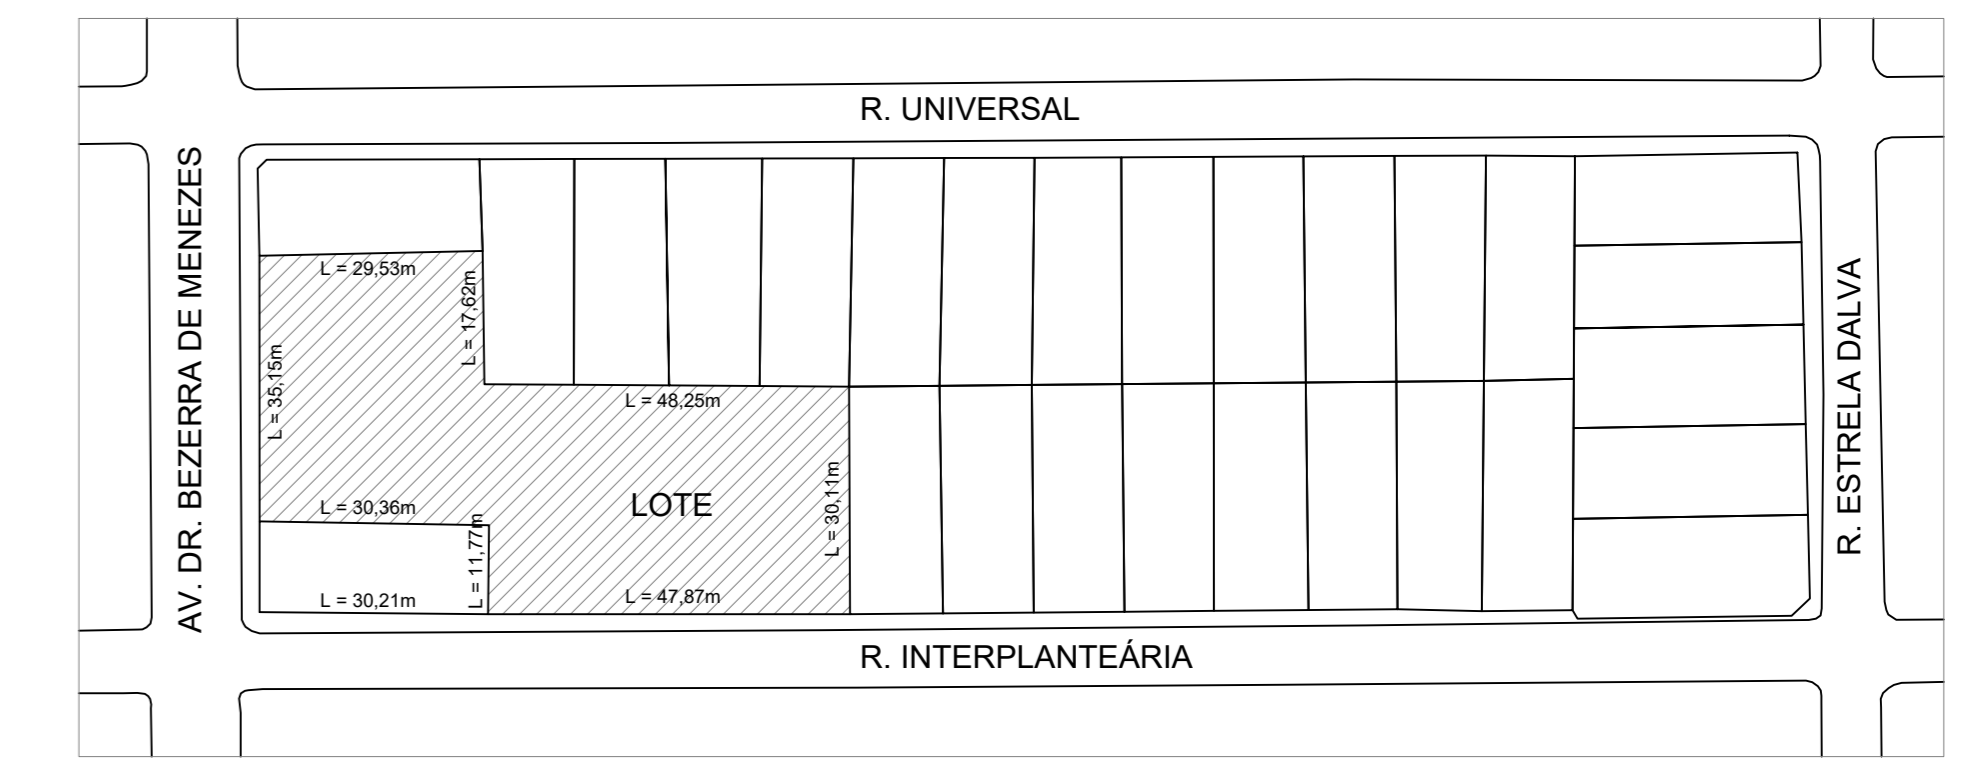 R. UNIVERSAL
AV. DR. BEZERRA DE MENEZES
L = 29,53m
L = 17,62m
L = 35,15m
L = 48,25m
R. ESTRELA DALVA
L = 30,36m
LOTE
L = 30,11m
L = 11,77m
L = 30,21m
L = 47,87m
R. INTERPLANTEÁRIA